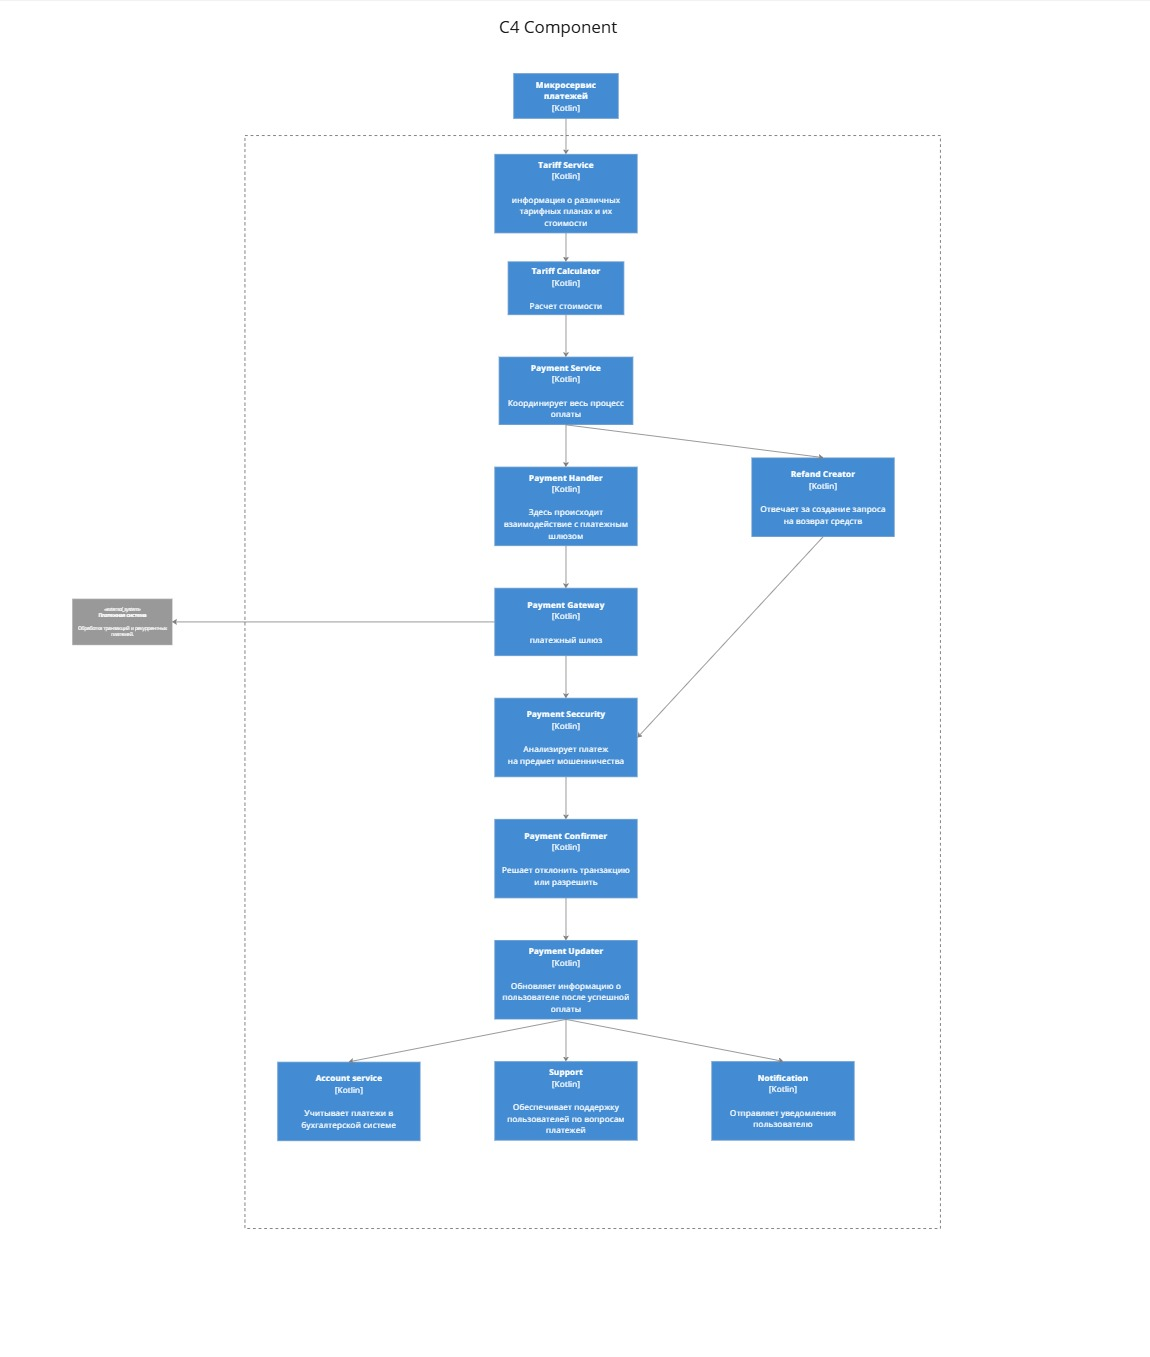 C4 Component
Микросервис
платежей
[Kotlin]
Tariff Service
[Kotlin]
информация о различных
тарифных планах и их
стоимости
Tariff Calculator
[Kotlin]
Расчет стоимости
Payment Service
[Kotlin]
Координирует весь процесс
оплаты
Payment Handler
[Kotlin]
Здесь происходит
взаимодействие с платежным
шлюзом
Refand Creator
[Kotlin]
Отвечает за создание запроса
на возврат средств
Payment Gateway
[Kotlin]
платежный шлюз
«external_system»
Платежная система
Обработка транзакций и рекуррентных
платежей.
Payment Seccurity
[Kotlin]
Анализирует платеж
на предмет мошенничества
Payment Confirmer
[Kotlin]
Решает отклонить транзакцию
или разрешить
Payment Updater
[Kotlin]
Обновляет информацию о
пользователе после успешной
оплаты
Account service
[Kotlin]
Учитывает платежи в
бухгалтерской системе
Support
[Kotlin]
Обеспечивает поддержку
пользователей по вопросам
платежей
Notification
[Kotlin]
Отправляет уведомления
пользователю